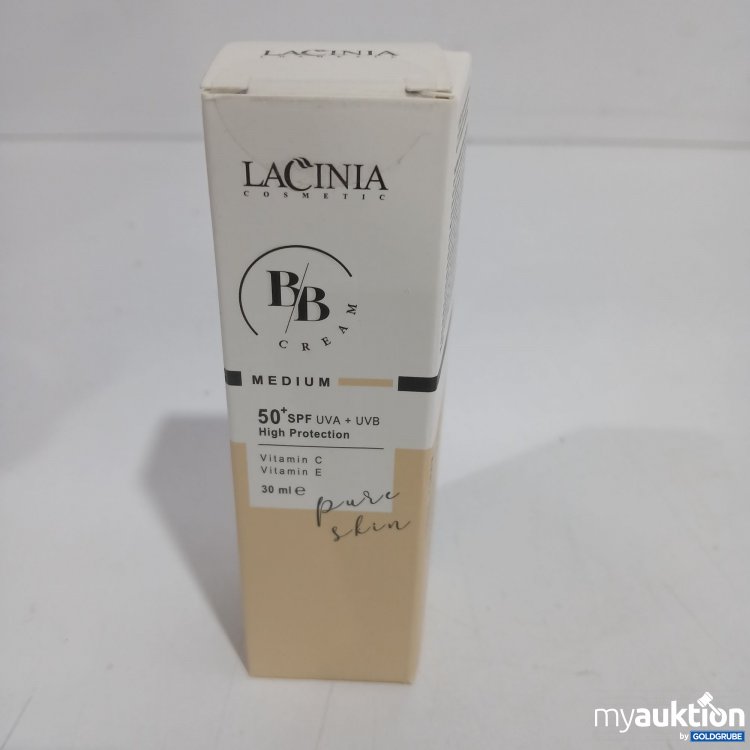 LACINIA
COSMETIC
LACINIA
COSMETIC
B/B
CREAM
MEDIUM
50+ SPF UVA + UVB
High Protection
Vitamin C
Vitamin E
30 ml e
pure
skin
myauktion
by GOLDGRUBE